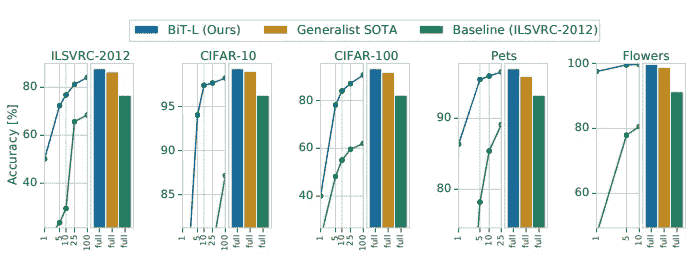 BiT-L (Ours) Generalist SOTA Baseline (ILSVRC-2012)
ILSVRC-2012 CIFAR-10 CIFAR-100 Pets Flowers
Accuracy [%]
80
60
40
1 5 10 25 100 full full full
95
90
85
1 5 10 25 100 full full full
80
60
40
1 5 10 25 100 full full full
90
80
1 5 10 25 full full full
100
80
60
1 5 10 full full full